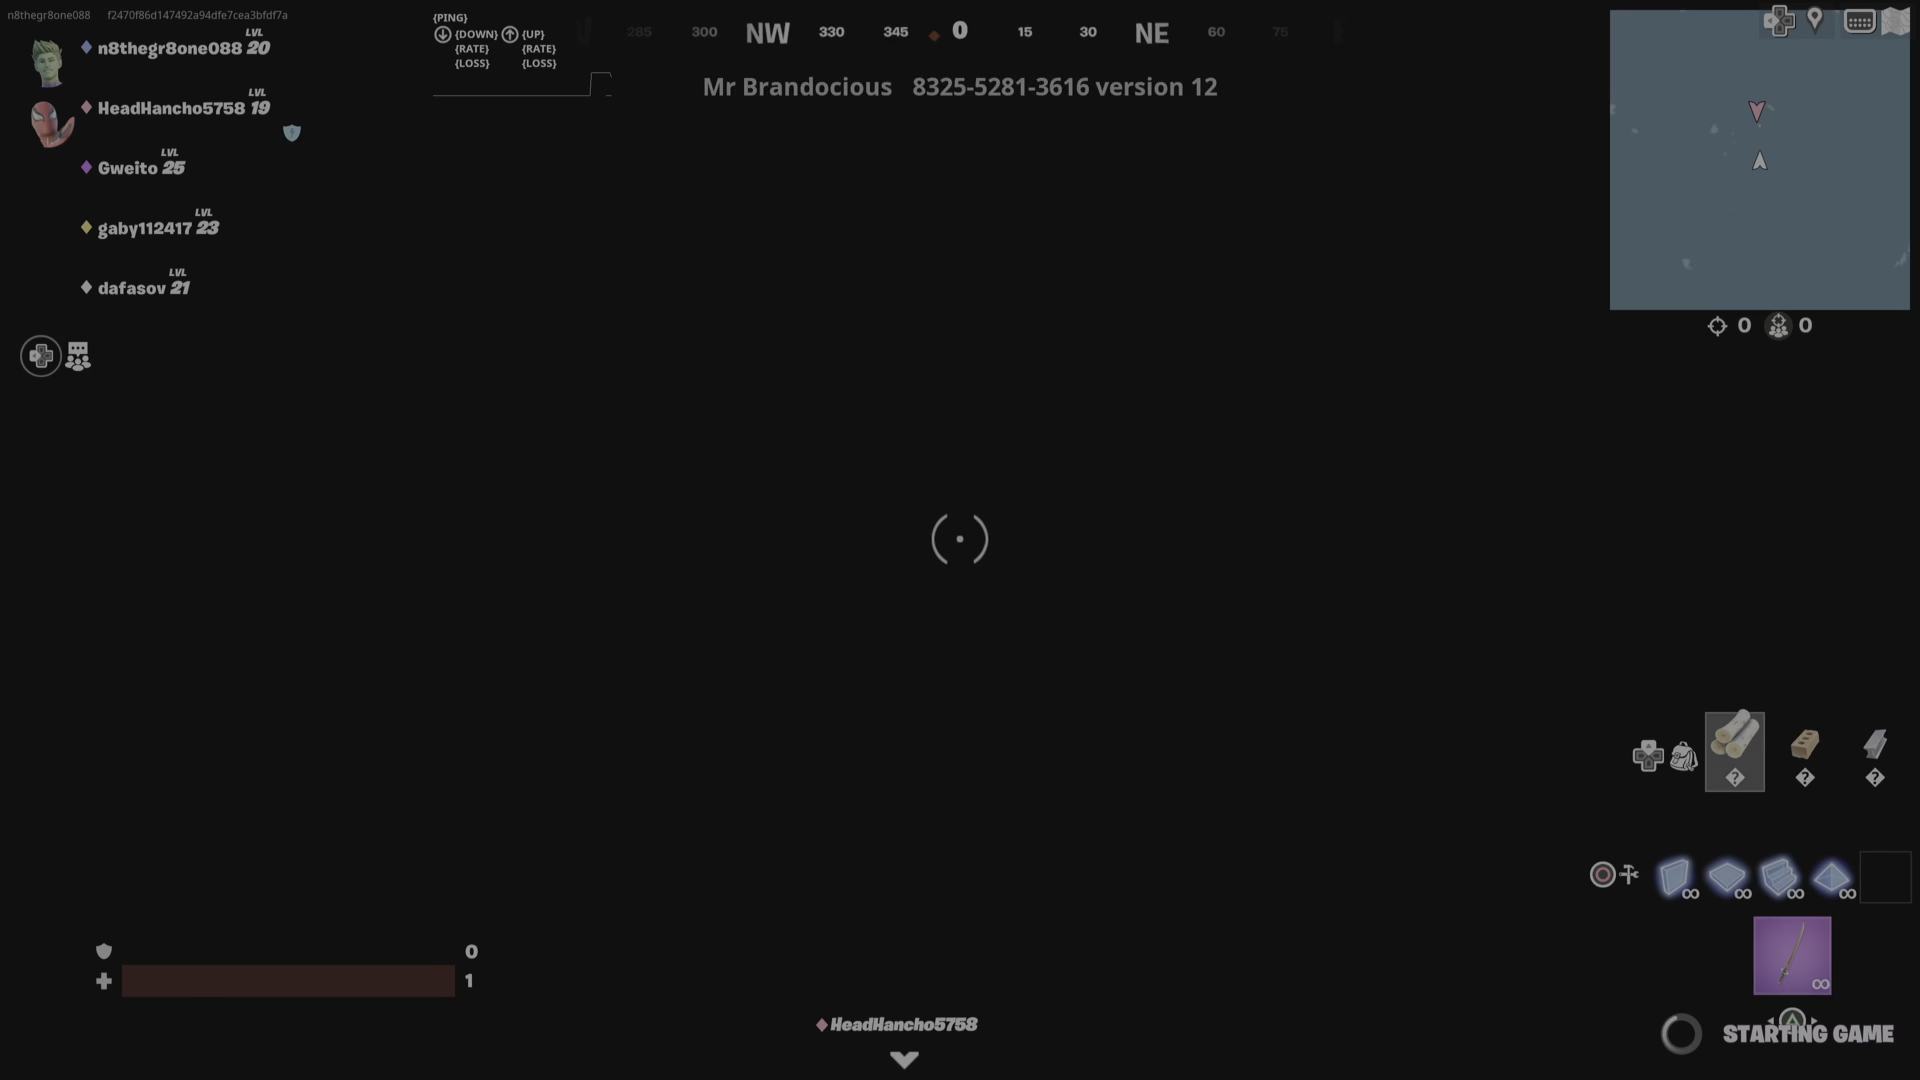 n8thegr8one088 f2470f86d147492a94dfe7cea3bfdf7a
LVL
n8thegr8one088 20
LVL
HeadHancho5758 19
LVL
Gweito 25
LVL
gaby112417 23
LVL
dafasov 21
{PING}
{DOWN} {UP}
{RATE} {RATE}
{LOSS} {LOSS}
285 300 NW 330 345 0 15 30 NE 60 75
Mr Brandocious 8325-5281-3616 version 12
0 0
? ? ?
∞ ∞ ∞ ∞
∞
0
1
HeadHancho5758
STARTING GAME